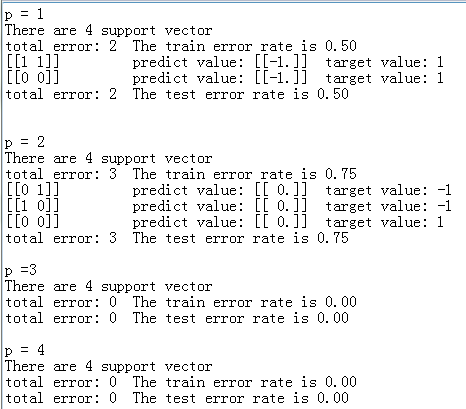 p = 1
There are 4 support vector
total error: 2  The train error rate is 0.50
[[1 1]]         predict value: [[-1.]]  target value: 1
[[0 0]]         predict value: [[-1.]]  target value: 1
total error: 2  The test error rate is 0.50
p = 2
There are 4 support vector
total error: 3  The train error rate is 0.75
[[0 1]]         predict value: [[ 0.]]  target value: -1
[[1 0]]         predict value: [[ 0.]]  target value: -1
[[0 0]]         predict value: [[ 0.]]  target value: 1
total error: 3  The test error rate is 0.75
p =3
There are 4 support vector
total error: 0  The train error rate is 0.00
total error: 0  The test error rate is 0.00
p = 4
There are 4 support vector
total error: 0  The train error rate is 0.00
total error: 0  The test error rate is 0.00